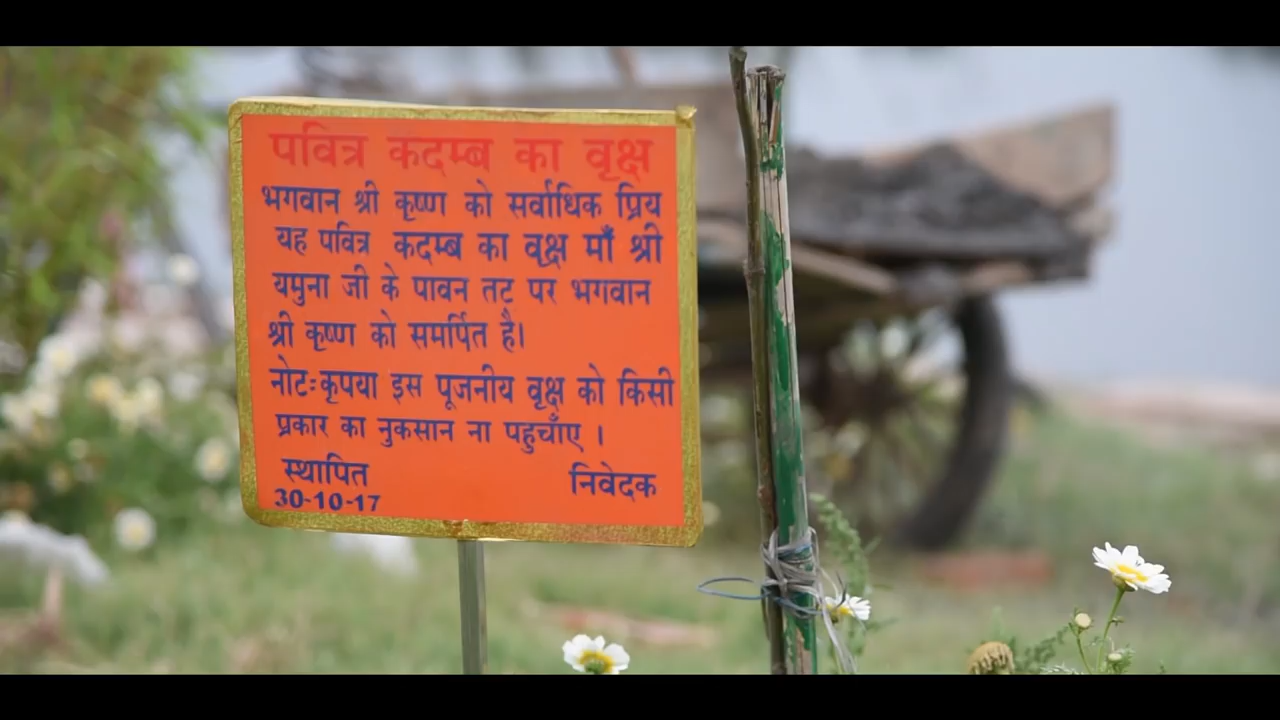 पवित्र कदम्ब का वृक्ष
भगवान श्री कृष्ण को सर्वाधिक प्रिय
यह पवित्र कदम्ब का वृक्ष माँ श्री
यमुना जी के पावन तट पर भगवान
श्री कृष्ण को समर्पित है।
नोटः कृपया इस पूजनीय वृक्ष को किसी
प्रकार का नुकसान ना पहुचाँए ।
स्थापित निवेदक
30-10-17